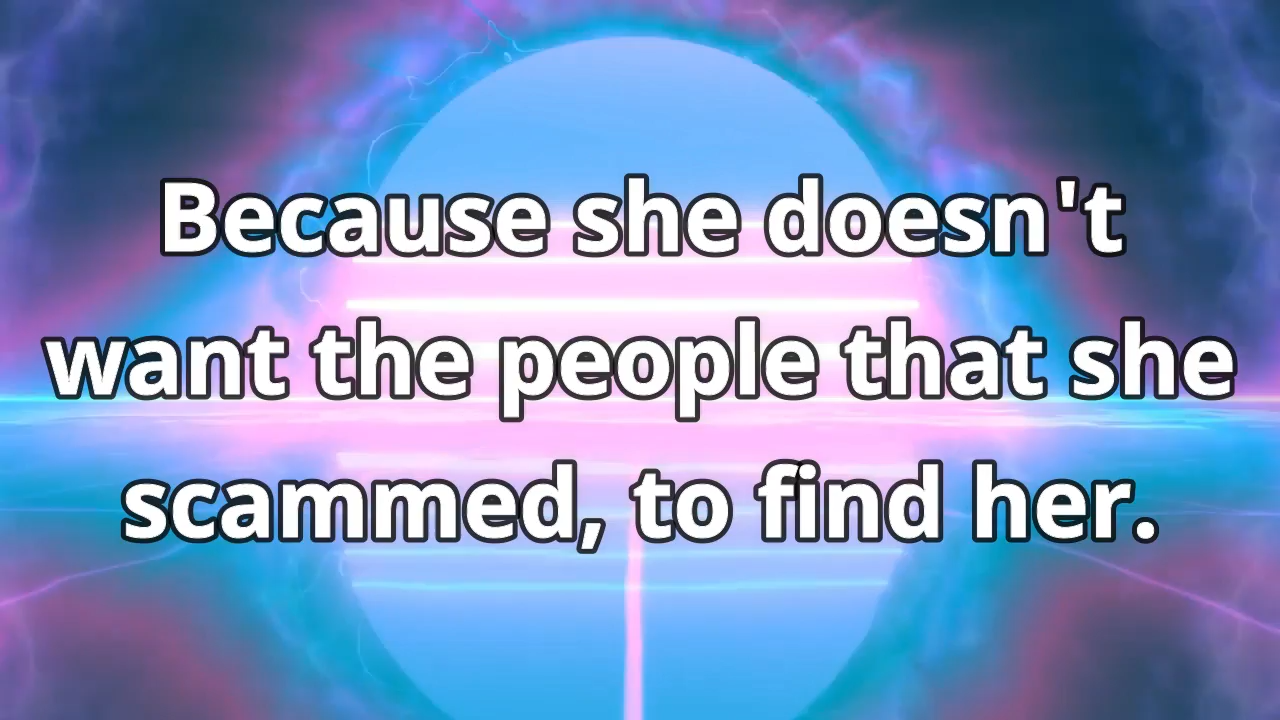 Because she doesn't
want the people that she
scammed, to find her.